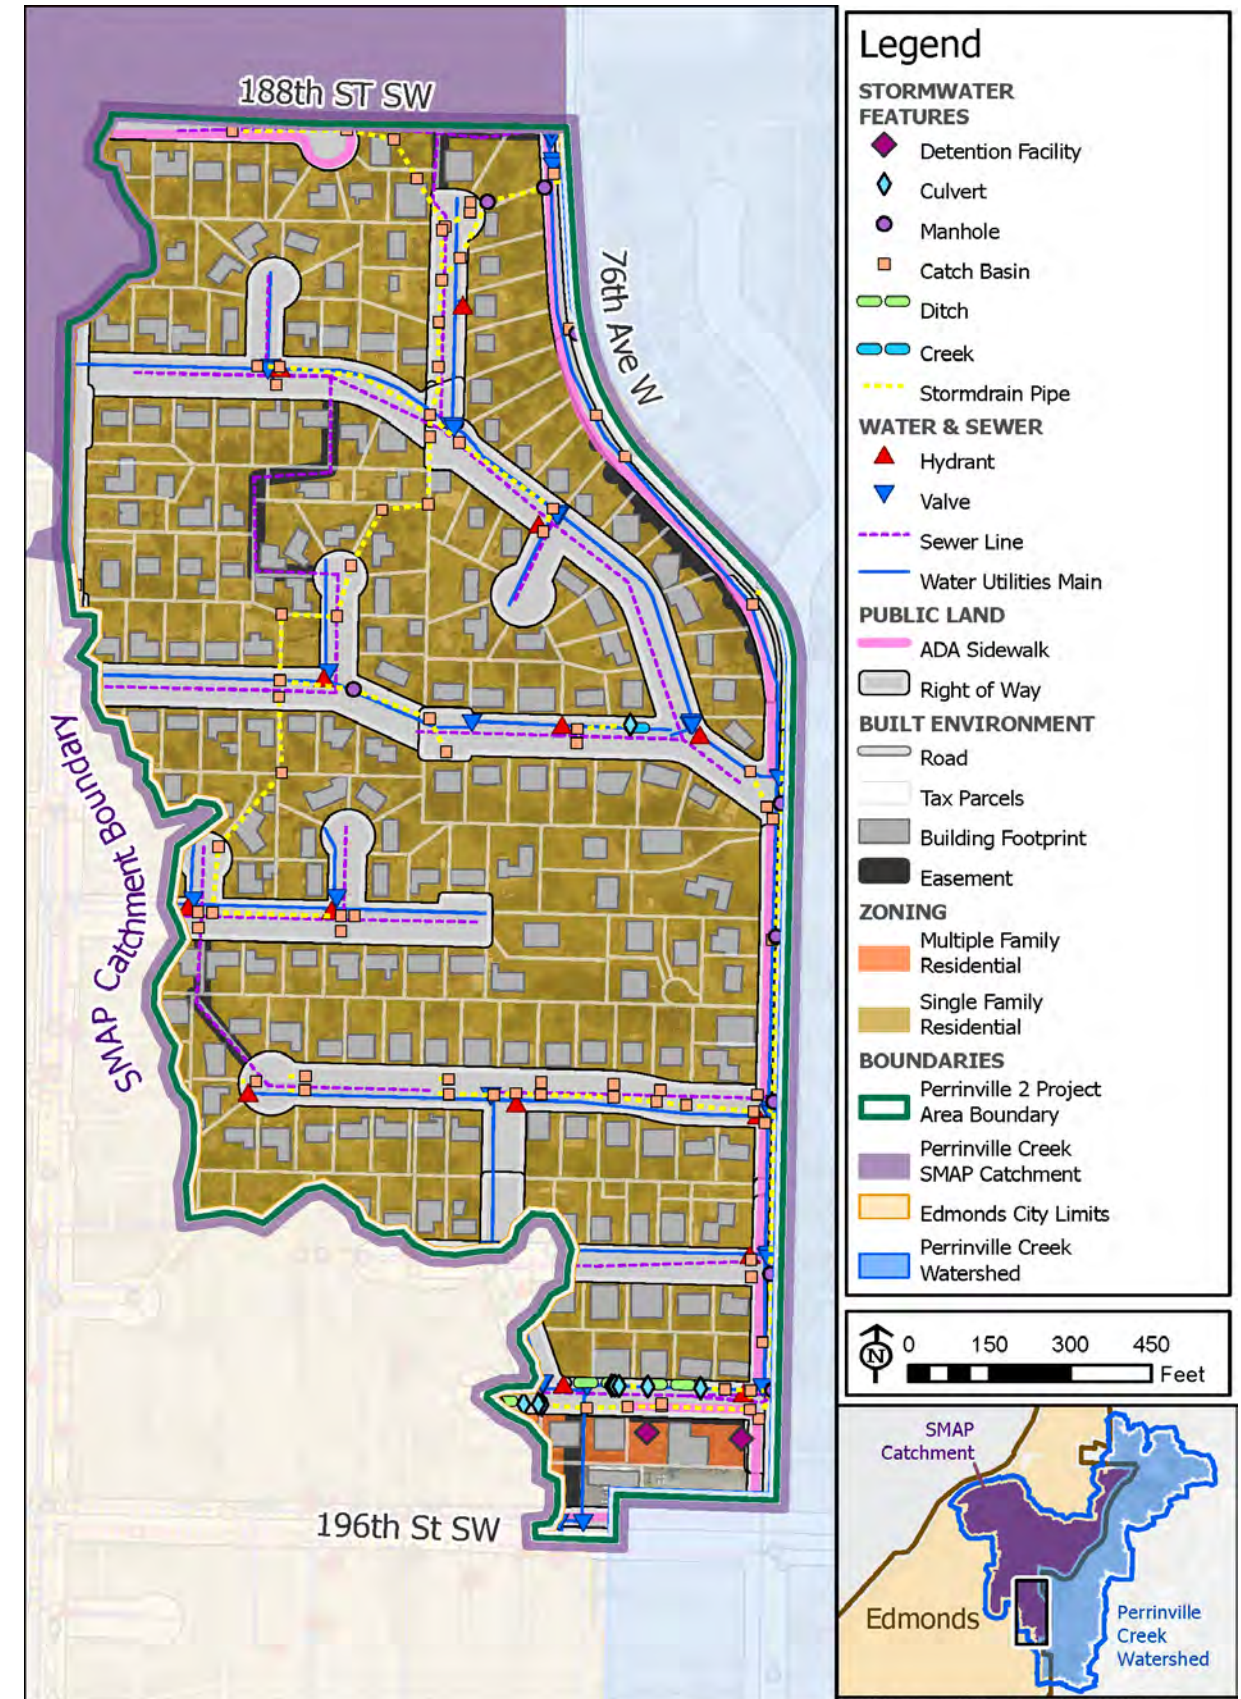 188th ST SW
76th Ave W
SMAP Catchment Boundary
196th St SW
Legend
STORMWATER
FEATURES
Detention Facility
Culvert
Manhole
Catch Basin
Ditch
Creek
Stormdrain Pipe
WATER & SEWER
Hydrant
Valve
Sewer Line
Water Utilities Main
PUBLIC LAND
ADA Sidewalk
Right of Way
BUILT ENVIRONMENT
Road
Tax Parcels
Building Footprint
Easement
ZONING
Multiple Family
Residential
Single Family
Residential
BOUNDARIES
Perrinville 2 Project
Area Boundary
Perrinville Creek
SMAP Catchment
Edmonds City Limits
Perrinville Creek
Watershed
N
0 150 300 450
Feet
SMAP
Catchment
Edmonds
Perrinville
Creek
Watershed